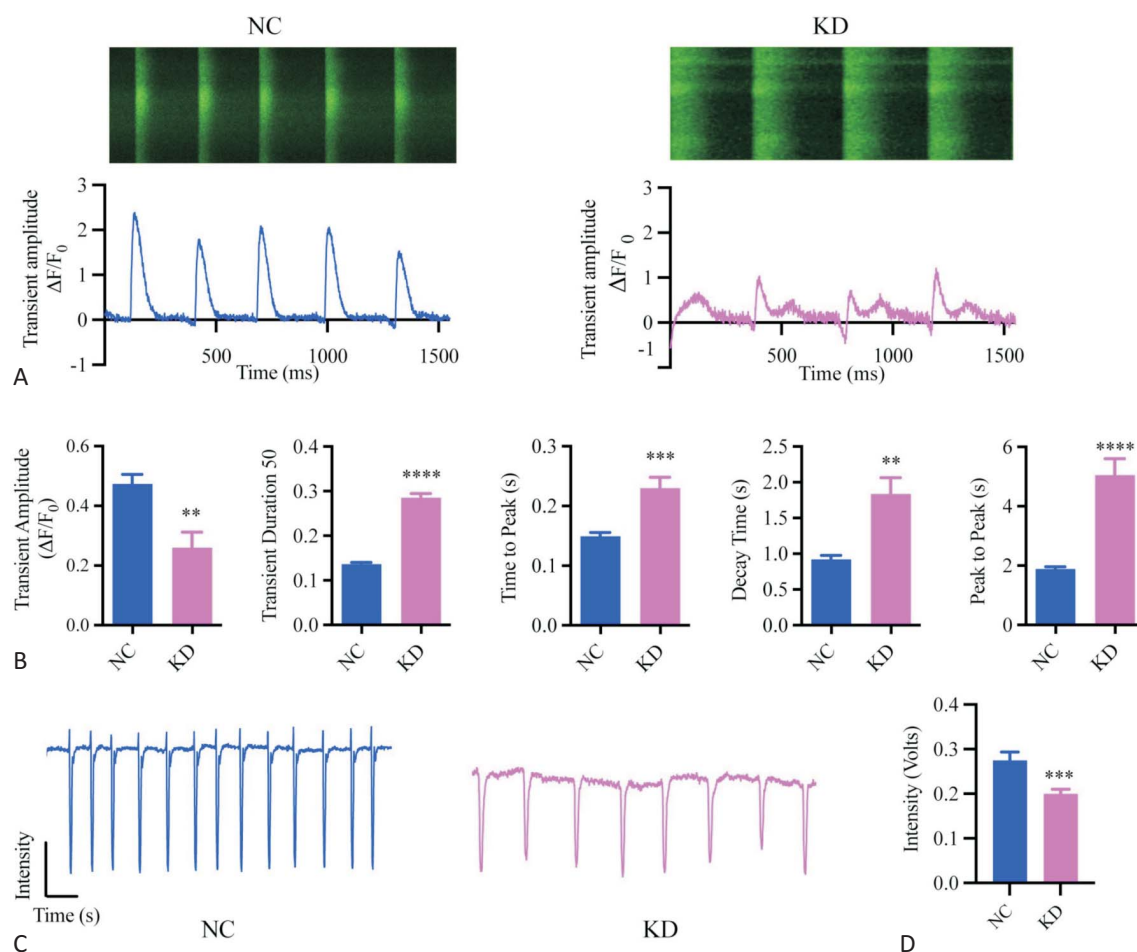 NC
KD
3
2
1
0
-1
Transient amplitude
ΔF/F0
500
1000
1500
Time (ms)
3
2
1
0
-1
Transient amplitude
ΔF/F0
500
1000
1500
Time (ms)
A
0.6
0.4
0.2
0.0
Transient Amplitude
(ΔF/F0)
**
NC
KD
0.4
0.3
0.2
0.1
0.0
Transient Duration 50
****
NC
KD
0.3
0.2
0.1
0.0
Time to Peak (s)
***
NC
KD
2.5
2.0
1.5
1.0
0.5
0.0
Decay Time (s)
**
NC
KD
6
4
2
0
Peak to Peak (s)
****
NC
KD
B
Intensity
Time (s)
NC
KD
C
0.4
0.3
0.2
0.1
0.0
Intensity (Volts)
***
NC
KD
D